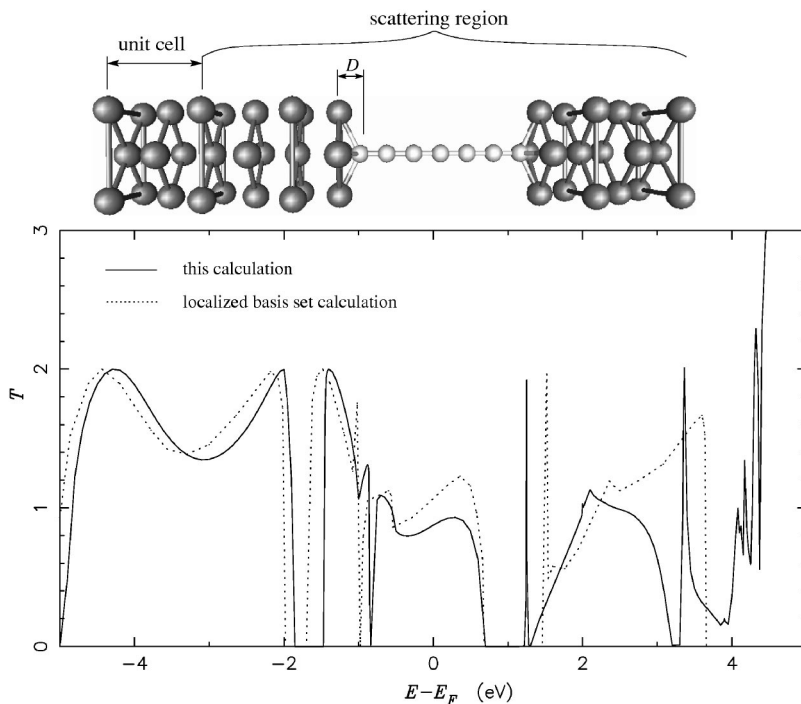 scattering region
unit cell
D
3
this calculation
localized basis set calculation
2
T
1
0
−4 −2 0 2 4
E−E_F (eV)